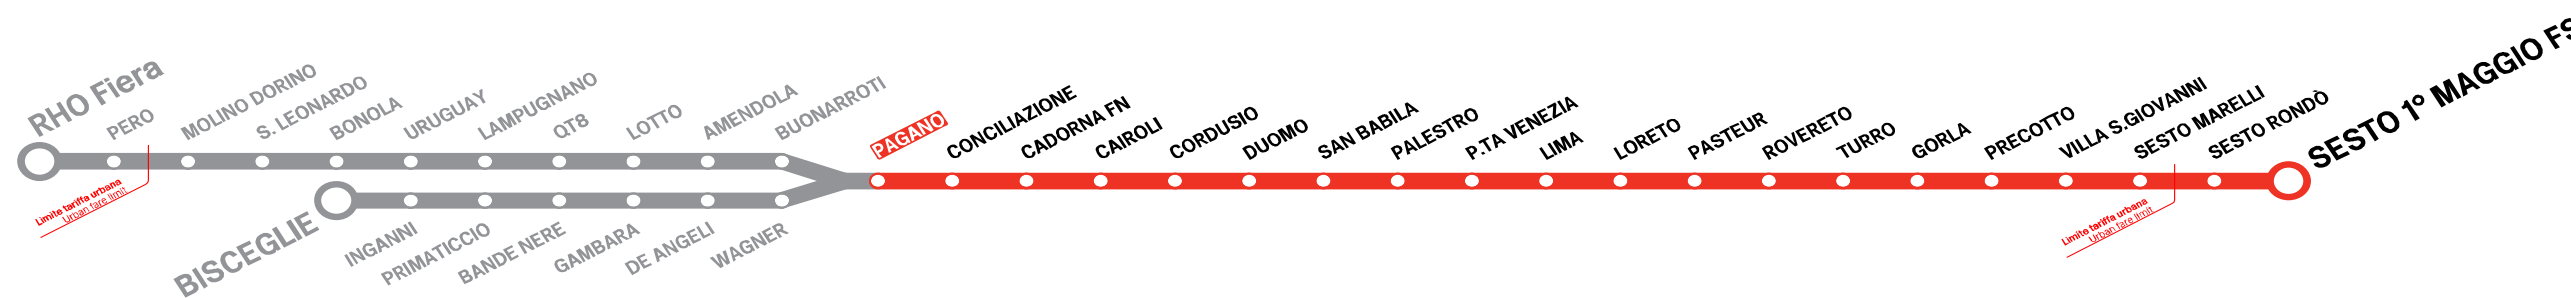 RHO Fiera
PERO
MOLINO DORINO
S. LEONARDO
BONOLA
URUGUAY
LAMPUGNANO
QT8
LOTTO
AMENDOLA
BUONARROTI
PAGANO
CONCILIAZIONE
CADORNA FN
CAIROLI
CORDUSIO
DUOMO
SAN BABILA
PALESTRO
P.TA VENEZIA
LIMA
LORETO
PASTEUR
ROVERETO
TURRO
GORLA
PRECOTTO
VILLA S.GIOVANNI
SESTO MARELLI
SESTO RONDÒ
SESTO 1° MAGGIO FS
Limite tariffa urbana
Urban fare limit
BISCEGLIE
INGANNI
PRIMATICCIO
BANDE NERE
GAMBARA
DE ANGELI
WAGNER
Limite tariffa urbana
Urban fare limit